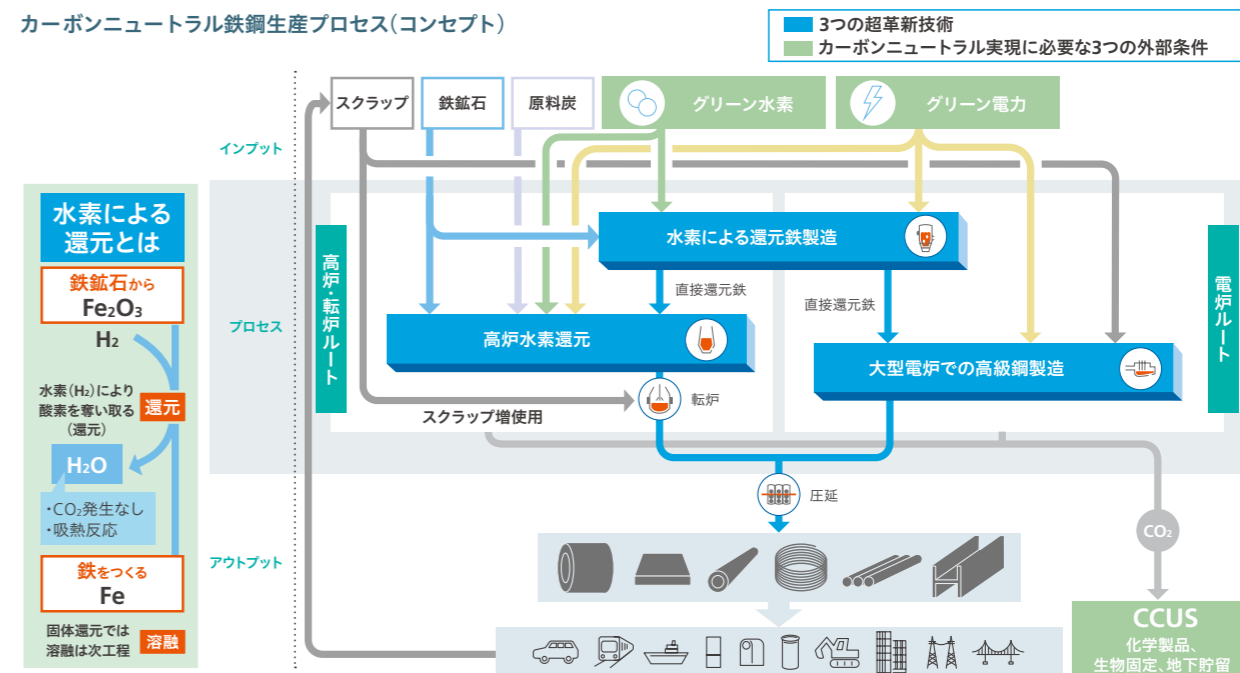 カーボンニュートラル鉄鋼生産プロセス(コンセプト)
3つの超革新技術
カーボンニュートラル実現に必要な3つの外部条件
スクラップ
鉄鉱石
原料炭
グリーン水素
グリーン電力
インプット
水素による
還元とは
鉄鉱石から
Fe₂O₃
H₂
水素(H₂)により
酸素を奪い取る
(還元)
還元
H₂O
・CO₂発生なし
・吸熱反応
鉄をつくる
Fe
固体還元では
溶融は次工程
溶融
プロセス
高炉・転炉ルート
水素による還元鉄製造
直接還元鉄
直接還元鉄
高炉水素還元
大型電炉での高級鋼製造
電炉ルート
転炉
スクラップ増使用
圧延
CO₂
アウトプット
CCUS
化学製品、
生物固定、地下貯留